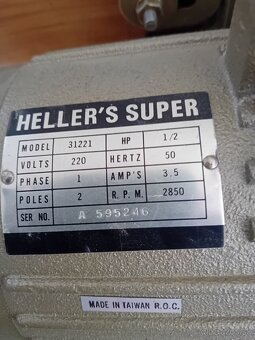 HELLER'S SUPER
MODEL 31221 HP 1/2
VOLTS 220 HERTZ 50
PHASE 1 AMP'S 3.5
POLES 2 R.P.M. 2850
SER NO. A 595246
MADE IN TAIWAN R.O.C.